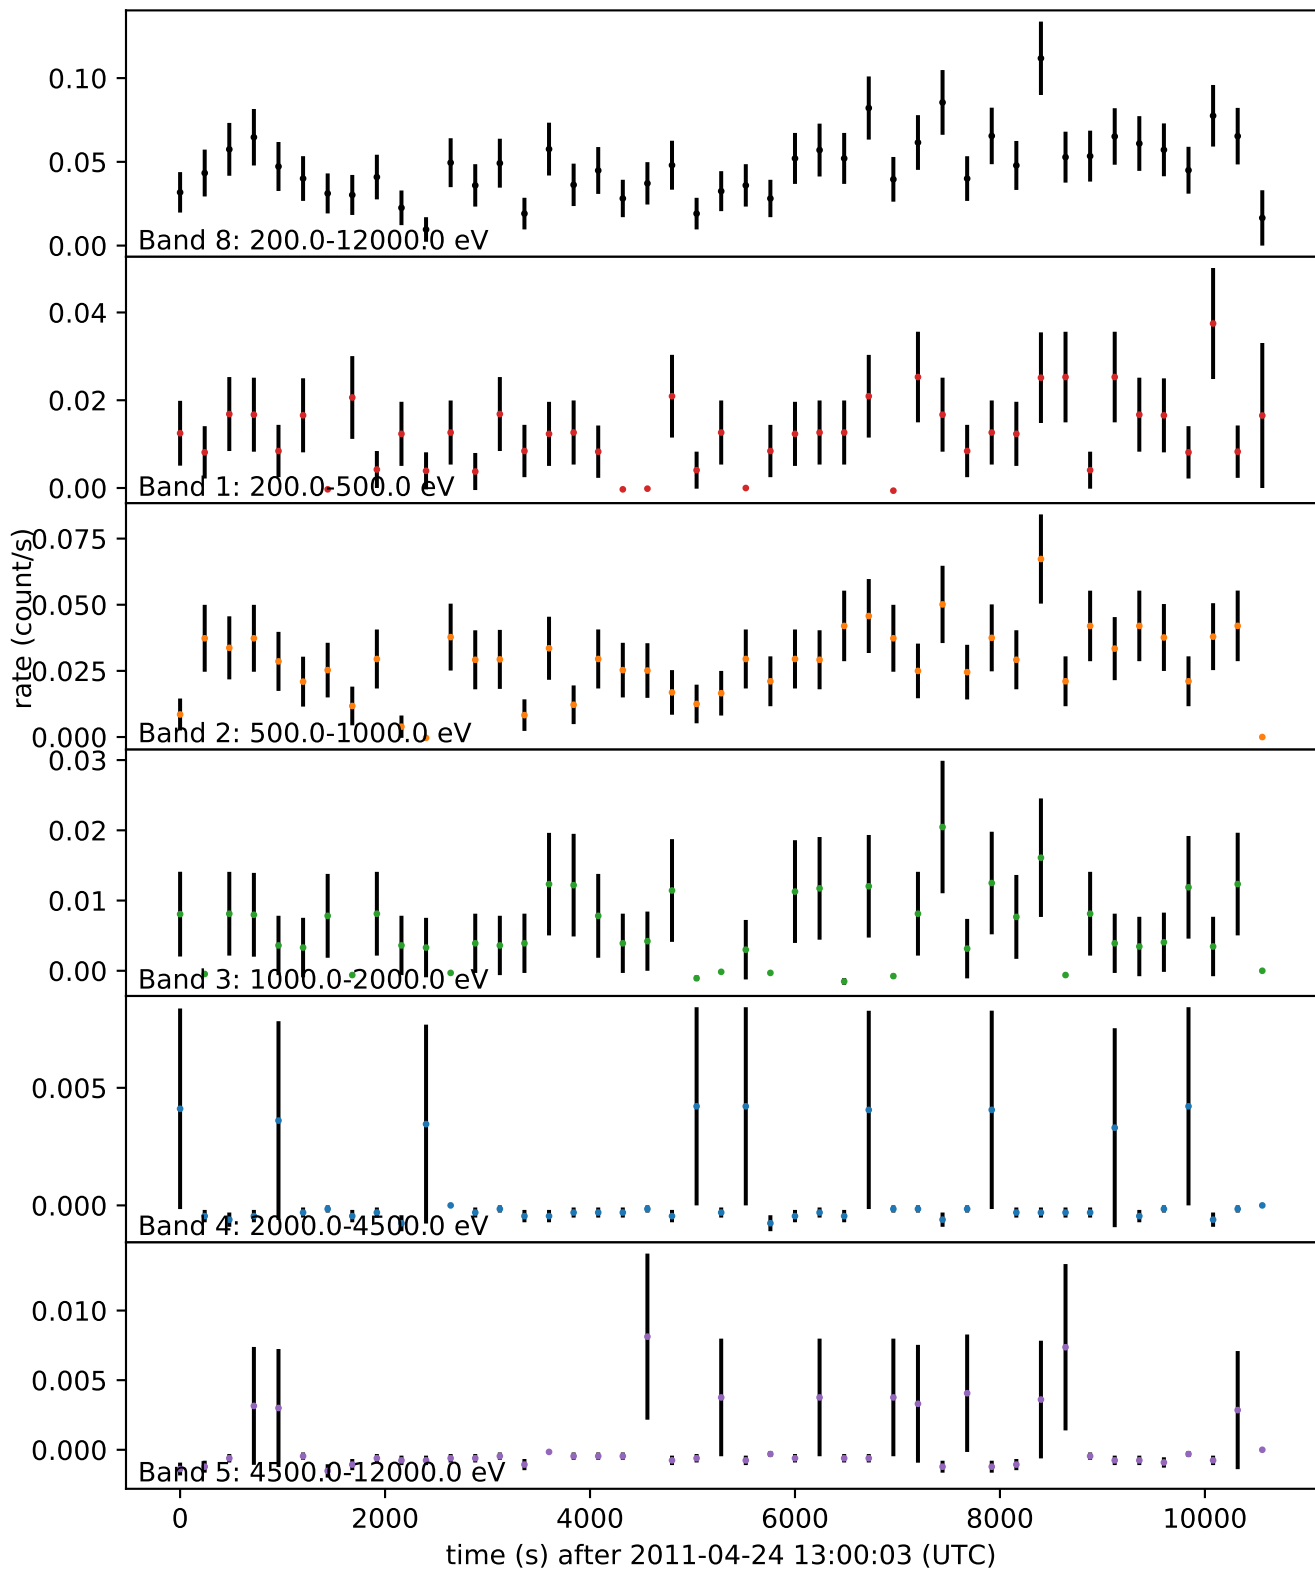 0.10
0.05
0.00
Band 8: 200.0-12000.0 eV
0.04
0.02
0.00
Band 1: 200.0-500.0 eV
rate (count/s)
0.075
0.050
0.025
0.000
Band 2: 500.0-1000.0 eV
0.03
0.02
0.01
0.00
Band 3: 1000.0-2000.0 eV
0.005
0.000
Band 4: 2000.0-4500.0 eV
0.010
0.005
0.000
Band 5: 4500.0-12000.0 eV
0 2000 4000 6000 8000 10000
time (s) after 2011-04-24 13:00:03 (UTC)